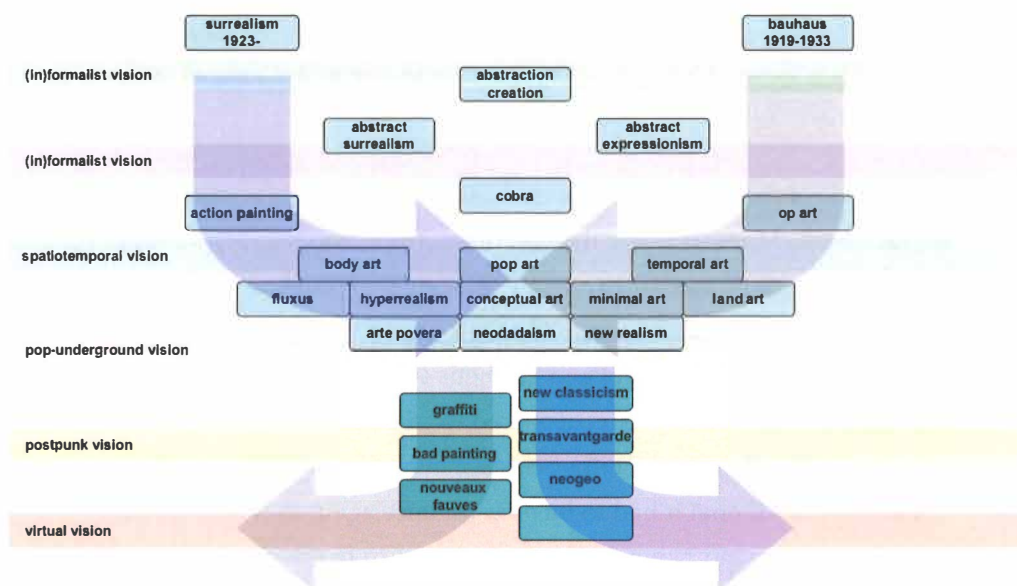 surrealism
1923-
bauhaus
1919-1933
(in)formalist vision
abstraction
creation
abstract
surrealism
abstract
expressionism
(in)formalist vision
cobra
action painting
op art
spatiotemporal vision
body art
pop art
temporal art
fluxus
hyperrealism
conceptual art
minimal art
land art
arte povera
neodadaism
new realism
pop-underground vision
new classicism
graffiti
transavantgarde
postpunk vision
bad painting
neogeo
nouveaux
fauves
virtual vision